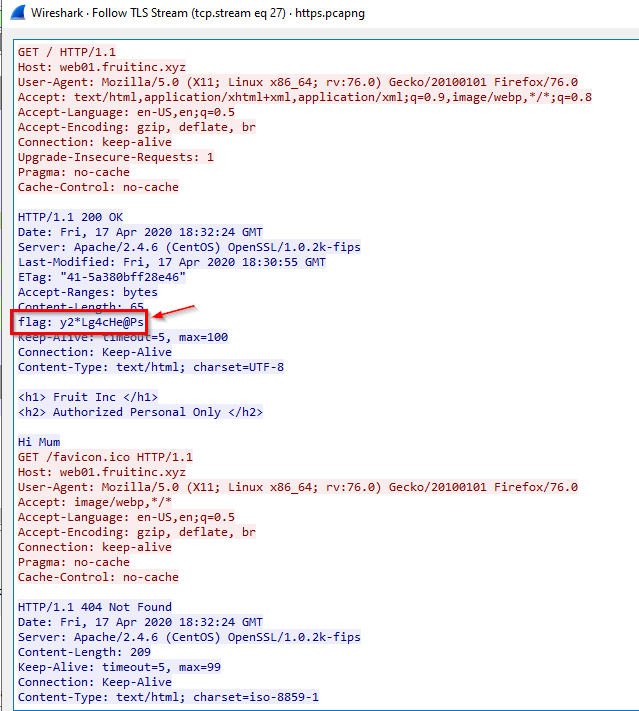 Wireshark · Follow TLS Stream (tcp.stream eq 27) · https.pcapng
GET / HTTP/1.1
Host: web01.fruitinc.xyz
User-Agent: Mozilla/5.0 (X11; Linux x86_64; rv:76.0) Gecko/20100101 Firefox/76.0
Accept: text/html,application/xhtml+xml,application/xml;q=0.9,image/webp,*/*;q=0.8
Accept-Language: en-US,en;q=0.5
Accept-Encoding: gzip, deflate, br
Connection: keep-alive
Upgrade-Insecure-Requests: 1
Pragma: no-cache
Cache-Control: no-cache
HTTP/1.1 200 OK
Date: Fri, 17 Apr 2020 18:32:24 GMT
Server: Apache/2.4.6 (CentOS) OpenSSL/1.0.2k-fips
Last-Modified: Fri, 17 Apr 2020 18:30:55 GMT
ETag: "41-5a380bff28e46"
Accept-Ranges: bytes
Content-Length: 65
flag: y2*Lg4cHe@Ps
Keep-Alive: timeout=5, max=100
Connection: Keep-Alive
Content-Type: text/html; charset=UTF-8
<h1> Fruit Inc </h1>
<h2> Authorized Personal Only </h2>
Hi Mum
GET /favicon.ico HTTP/1.1
Host: web01.fruitinc.xyz
User-Agent: Mozilla/5.0 (X11; Linux x86_64; rv:76.0) Gecko/20100101 Firefox/76.0
Accept: image/webp,*/*
Accept-Language: en-US,en;q=0.5
Accept-Encoding: gzip, deflate, br
Connection: keep-alive
Pragma: no-cache
Cache-Control: no-cache
HTTP/1.1 404 Not Found
Date: Fri, 17 Apr 2020 18:32:24 GMT
Server: Apache/2.4.6 (CentOS) OpenSSL/1.0.2k-fips
Content-Length: 209
Keep-Alive: timeout=5, max=99
Connection: Keep-Alive
Content-Type: text/html; charset=iso-8859-1